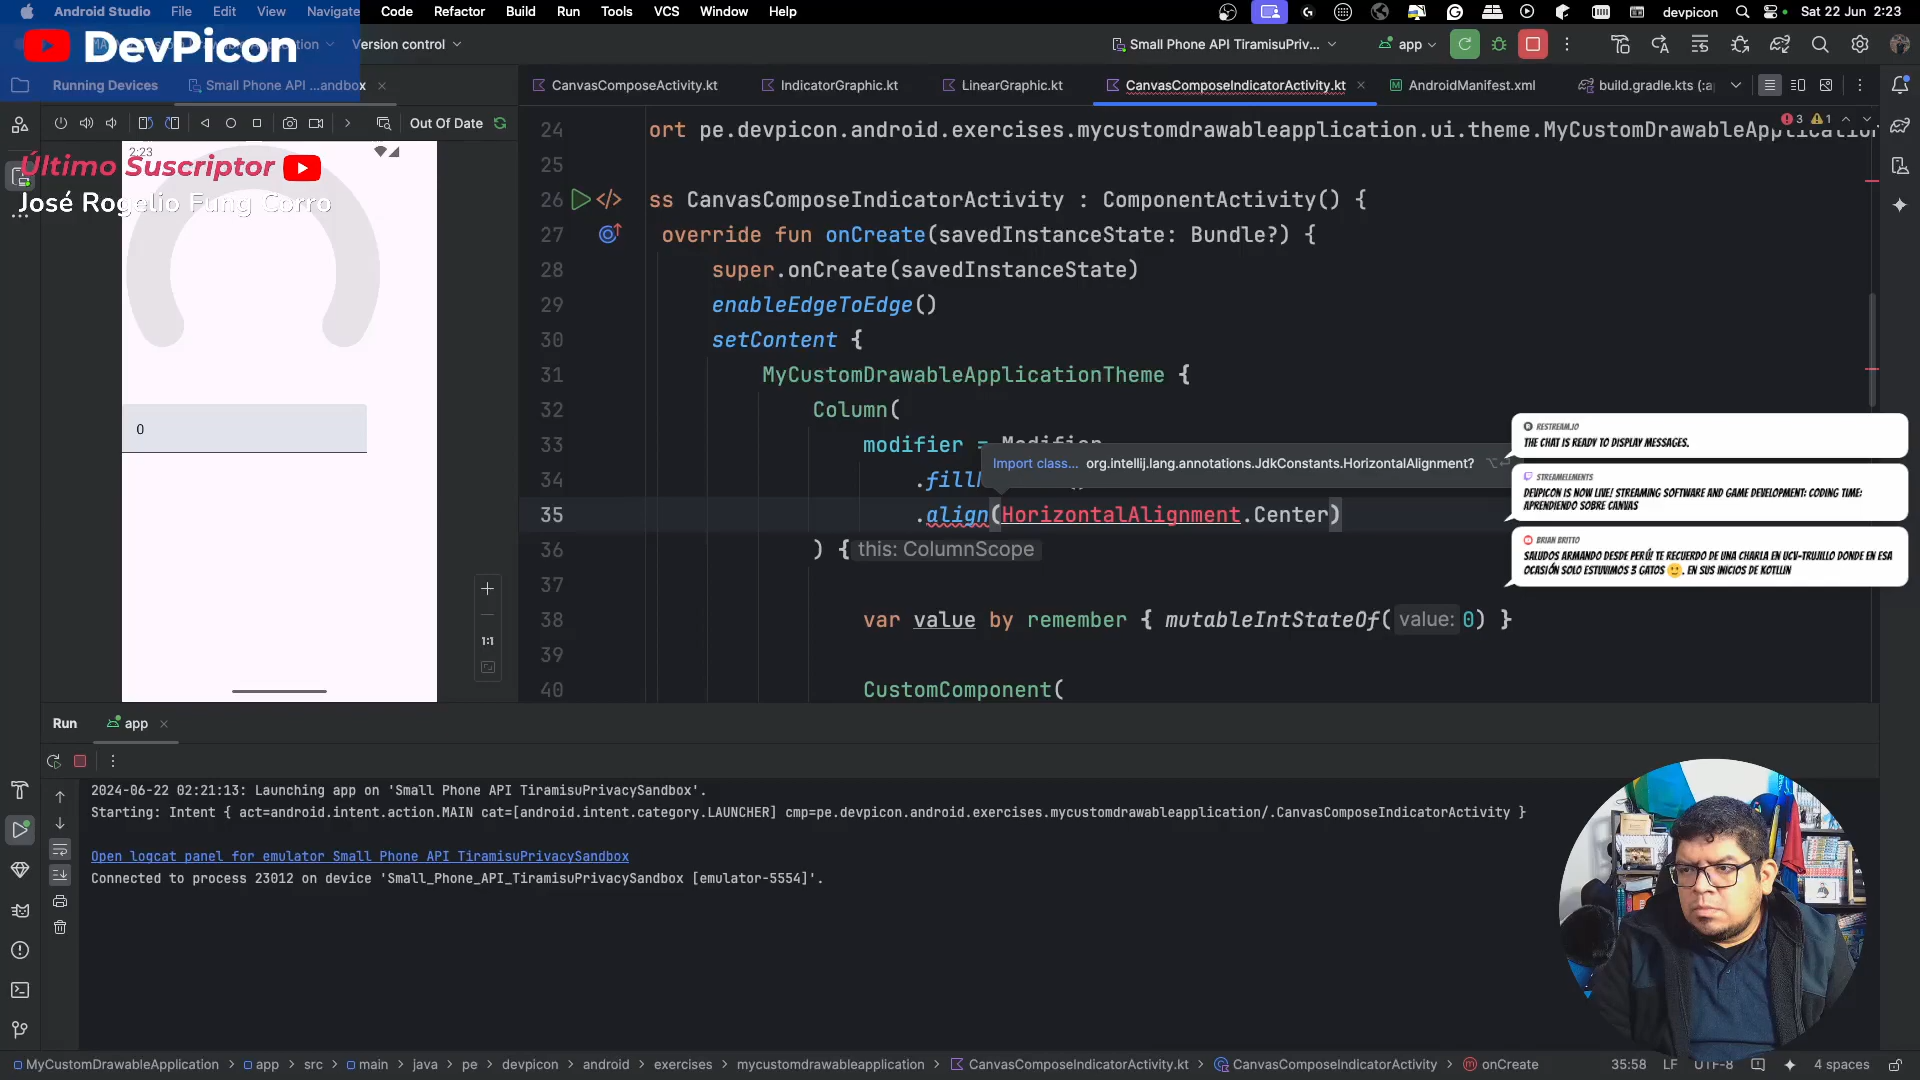 Android Studio File Edit View Navigate Code Refactor Build Run Tools VCS Window Help devpicon Sat 22 Jun 2:23
DevPicon
Version control
Small Phone API TiramisuPriv... app
Running Devices Small Phone API ...andbox
CanvasComposeActivity.kt IndicatorGraphic.kt LinearGraphic.kt CanvasComposeIndicatorActivity.kt AndroidManifest.xml build.gradle.kts (:a
Out Of Date
2:23
Último Suscriptor
José Rogelio Fung Corro
0
1:1
3 1
24 ort pe.devpicon.android.exercises.mycustomdrawableapplication.ui.theme.MyCustomDrawableApplication
25
26 ss CanvasComposeIndicatorActivity : ComponentActivity() {
27 override fun onCreate(savedInstanceState: Bundle?) {
28 super.onCreate(savedInstanceState)
29 enableEdgeToEdge()
30 setContent {
31 MyCustomDrawableApplicationTheme {
32 Column(
33 modifier = Modifier
Import class... org.intellij.lang.annotations.JdkConstants.HorizontalAlignment?
34 .fill
35 .align(HorizontalAlignment.Center)
36 ) { this: ColumnScope
37
38 var value by remember { mutableIntStateOf( value: 0) }
39
40 CustomComponent(
RESTREAM.IO
THE CHAT IS READY TO DISPLAY MESSAGES.
STREAMELEMENTS
DEVPICON IS NOW LIVE! STREAMING SOFTWARE AND GAME DEVELOPMENT: CODING TIME:
APRENDIENDO SOBRE CANVAS
BRIAN BRITTO
SALUDOS ARMANDO DESDE PERÚ! TE RECUERDO DE UNA CHARLA EN UCV-TRUJILLO DONDE EN ESA
OCASIÓN SOLO ESTUVIMOS 3 GATOS 🙂. EN SUS INICIOS DE KOTLLIN
Run app
2024-06-22 02:21:13: Launching app on 'Small Phone API TiramisuPrivacySandbox'.
Starting: Intent { act=android.intent.action.MAIN cat=[android.intent.category.LAUNCHER] cmp=pe.devpicon.android.exercises.mycustomdrawableapplication/.CanvasComposeIndicatorActivity }
Open logcat panel for emulator Small Phone API TiramisuPrivacySandbox
Connected to process 23012 on device 'Small_Phone_API_TiramisuPrivacySandbox [emulator-5554]'.
MyCustomDrawableApplication app src main java pe devpicon android exercises mycustomdrawableapplication CanvasComposeIndicatorActivity.kt CanvasComposeIndicatorActivity onCreate 35:58 LF UTF-8 4 spaces